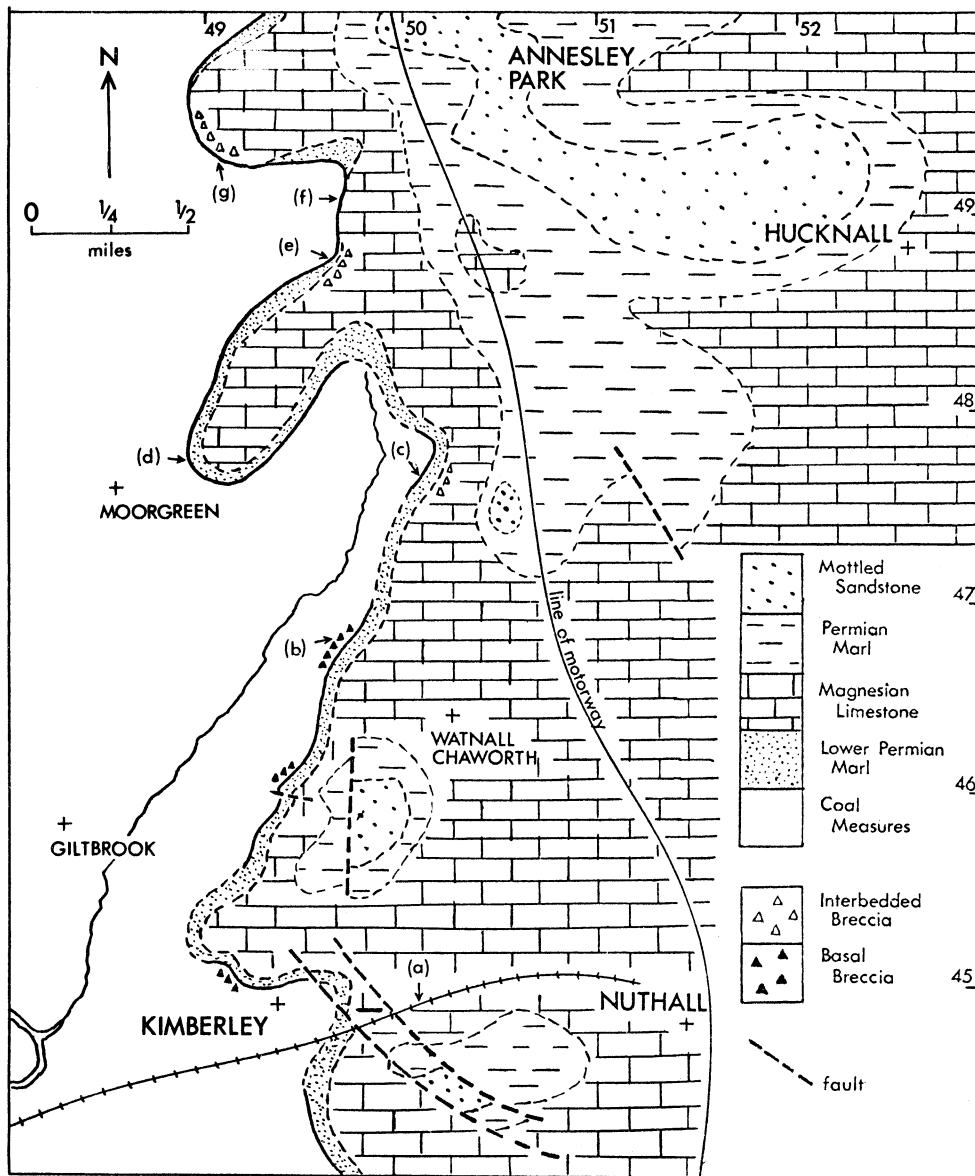 49
50
51
52
N
ANNESLEY
PARK
0
1/4
1/2
miles
(g)
(f)
49
HUCKNALL
(e)
48
(d)
(c)
MOORGREEN
Mottled
Sandstone
47
(b)
line of motorway
Permian
Marl
Magnesian
Limestone
WATNALL
CHAWORTH
Lower Permian
Marl
46
GILTBROOK
Coal
Measures
Interbedded
Breccia
Basal
Breccia
45
(a)
KIMBERLEY
NUTHALL
fault